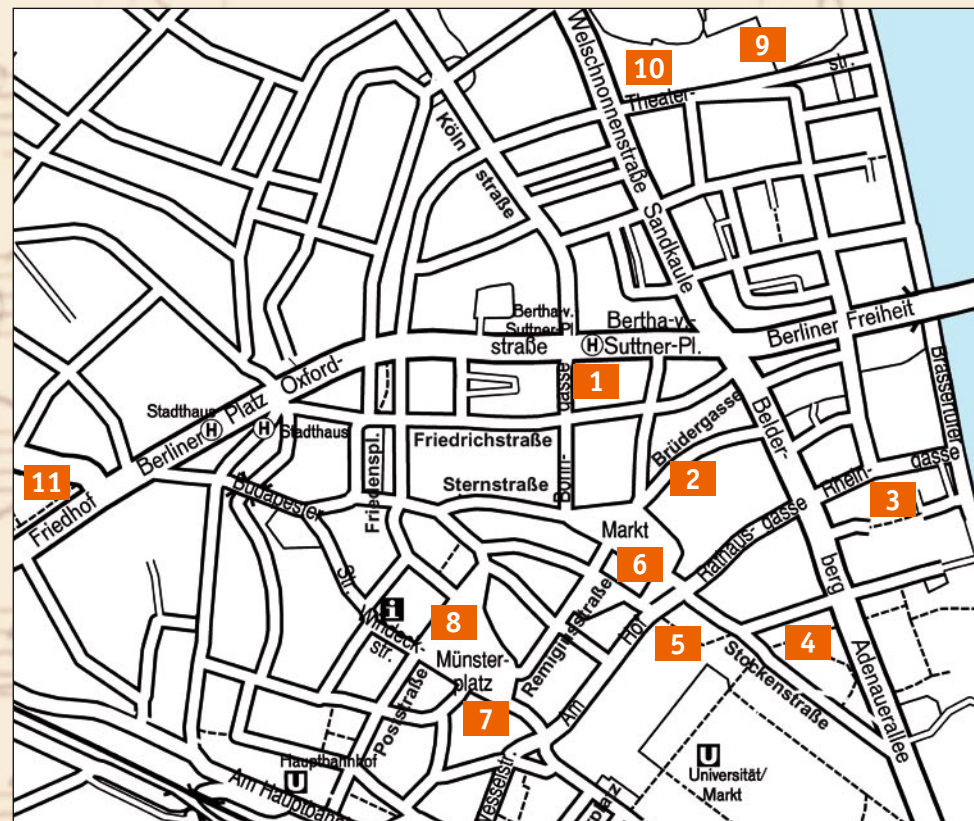 9
10
str.
Theater-
Welschnonnenstraße
Köln
straße
Sandkaule
Bertha-v.-
Suttner-Pl.
Bertha-v.-
straße
H
Suttner-Pl.
Berliner Freiheit
Oxford-
1
gasse
Brassertufer
Stadthaus
H
H
Stadthaus
Berliner Platz
Friedrichstraße
Brüdergasse
Belder-
11
Friedhof
Budapester
Str.
Friedenspl.
Sternstraße
Bonn-
2
Rhein-
gasse
3
Markt
Rathaus-
gasse
6
berg
i
8
Windeck-
str.
Remigiusstraße
Hof
Am
5
4
Stockenstraße
Münster-
platz
Adenauerallee
7
Poststraße
Hauptbahnhof
U
Wesselstr.
U
Universität/
Markt
platz